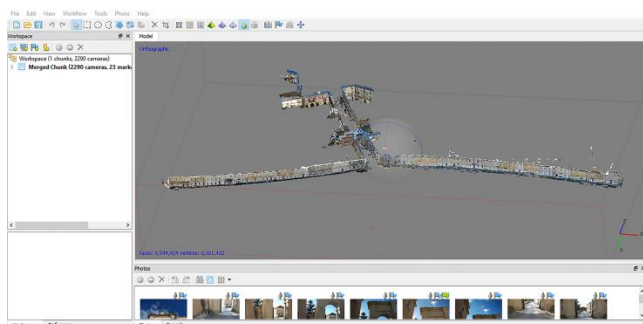 File Edit View Workflow Tools Photo Help
Workspace
Model
Workspace (1 chunks, 2290 cameras)
Merged Chunk (2290 cameras, 23 mark
Orthographic
Photos